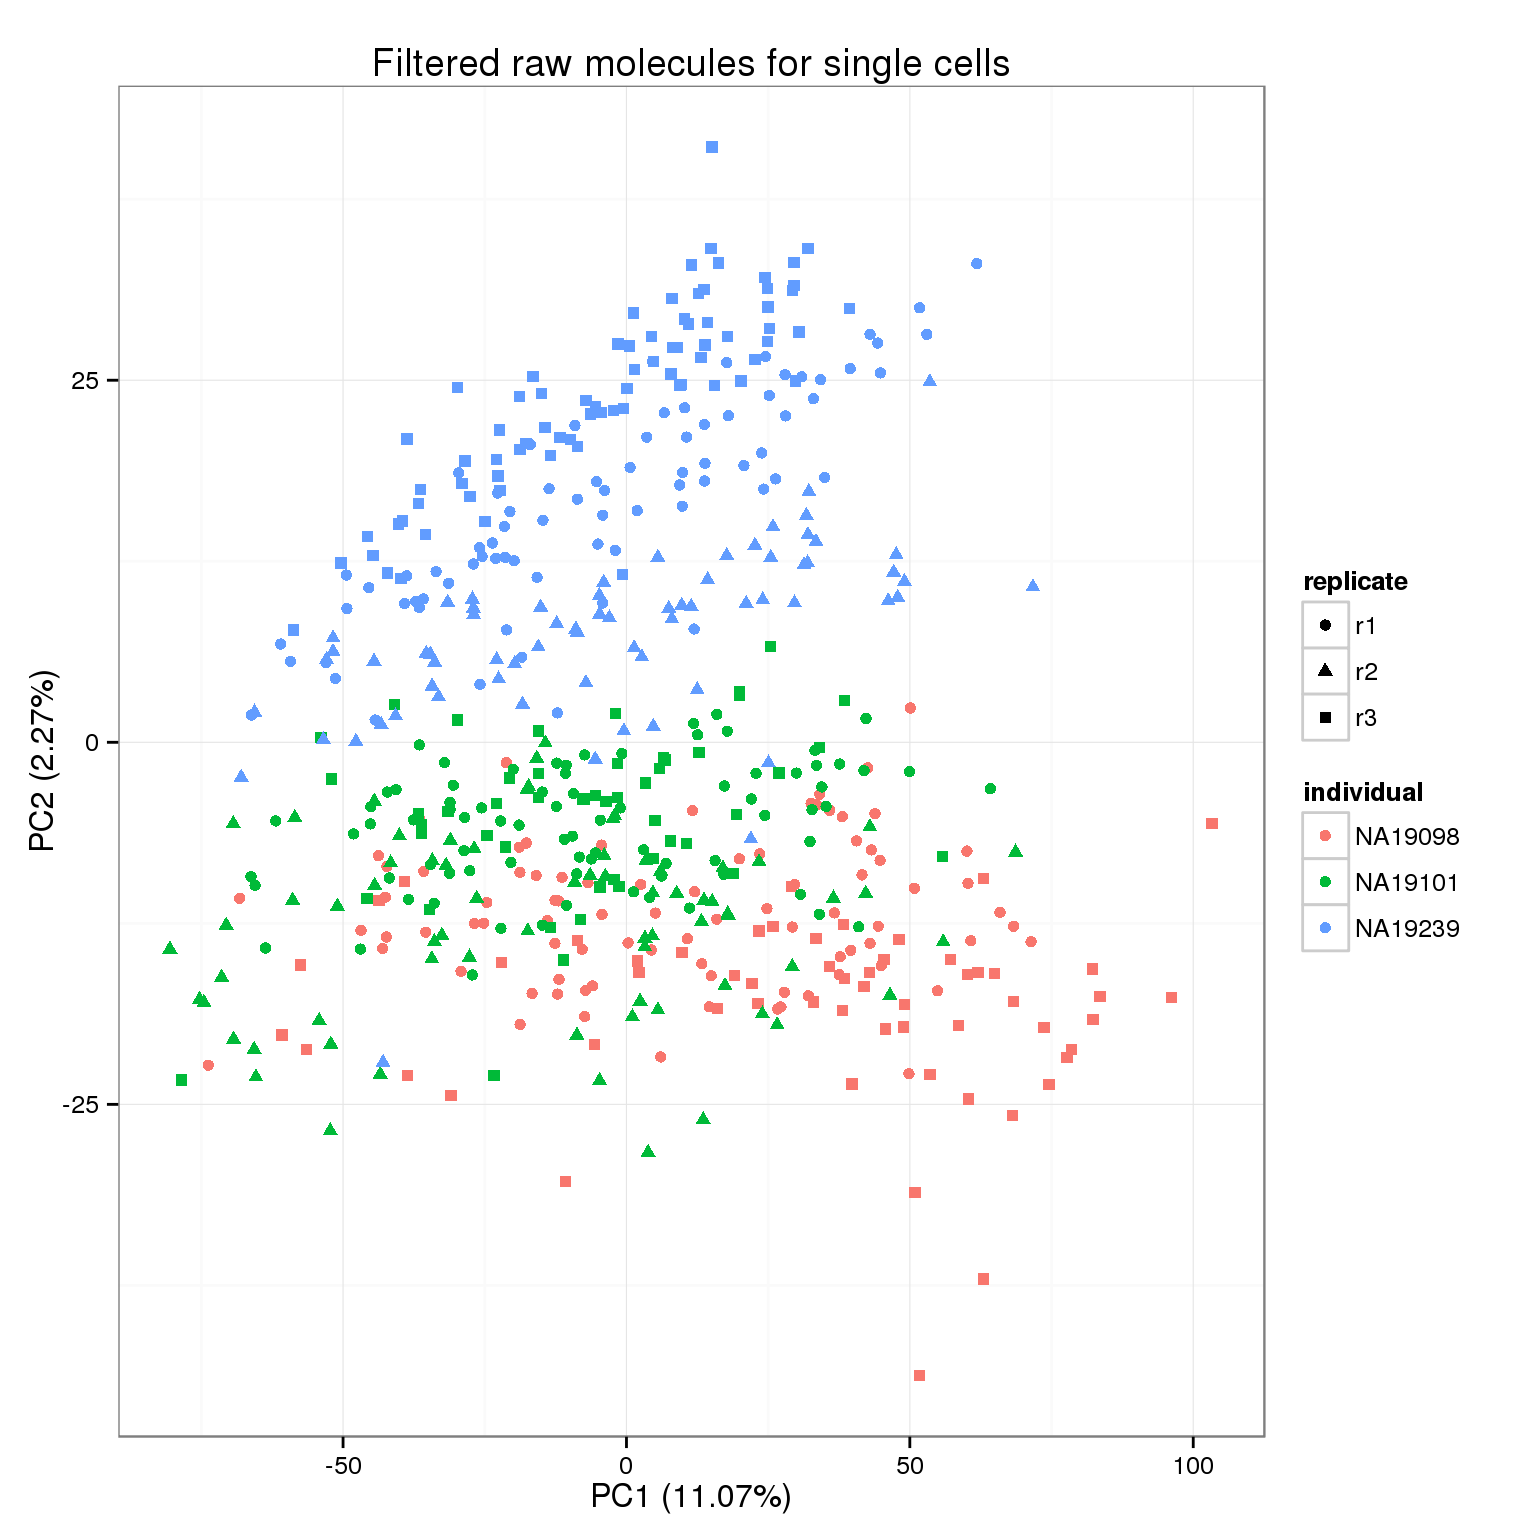 Filtered raw molecules for single cells
PC2 (2.27%)
25
0
-25
-50
0
50
100
PC1 (11.07%)
replicate
r1
r2
r3
individual
NA19098
NA19101
NA19239